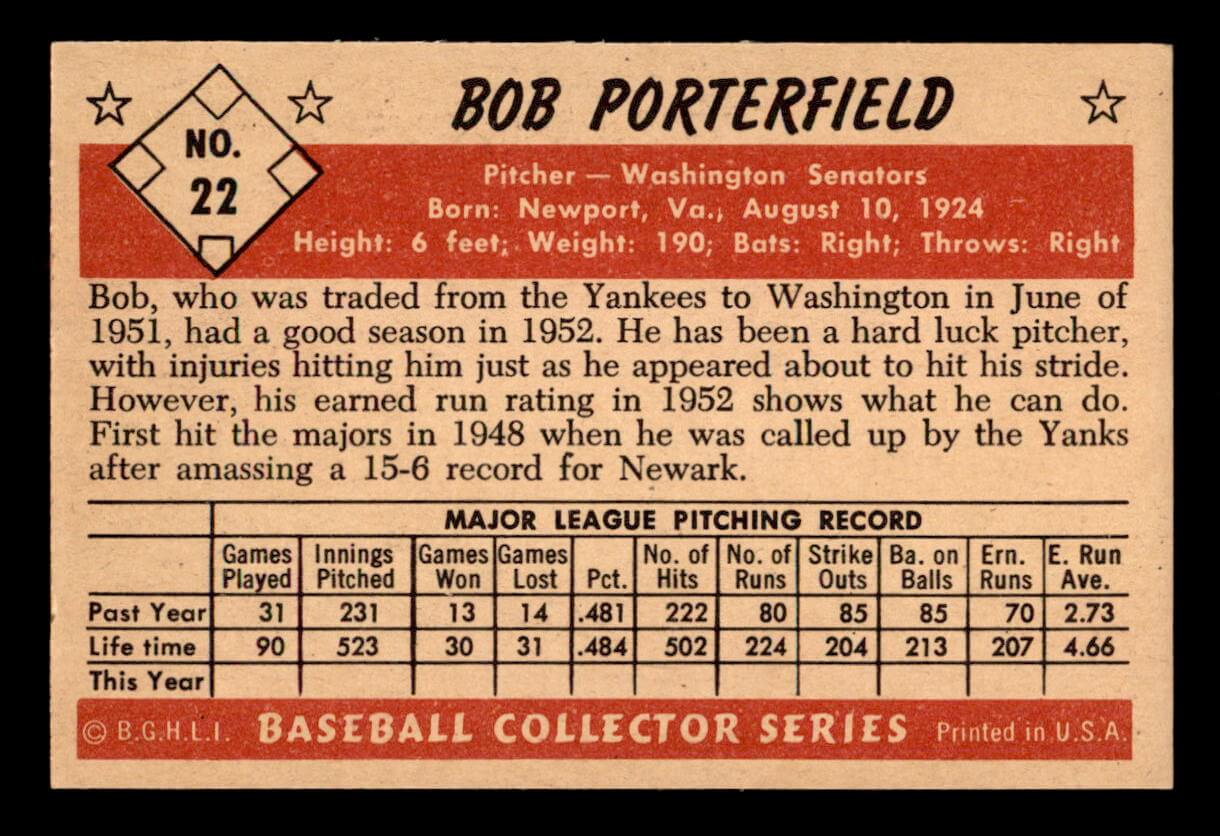 BOB PORTERFIELD
NO.
22
Pitcher — Washington Senators
Born: Newport, Va., August 10, 1924
Height: 6 feet; Weight: 190; Bats: Right; Throws: Right
Bob, who was traded from the Yankees to Washington in June of
1951, had a good season in 1952. He has been a hard luck pitcher,
with injuries hitting him just as he appeared about to hit his stride.
However, his earned run rating in 1952 shows what he can do.
First hit the majors in 1948 when he was called up by the Yanks
after amassing a 15-6 record for Newark.
MAJOR LEAGUE PITCHING RECORD
Games Played Innings Pitched Games Won Games Lost Pct. No. of Hits No. of Runs Strike Outs Ba. on Balls Ern. Runs E. Run Ave.
Past Year 31 231 13 14 .481 222 80 85 85 70 2.73
Life time 90 523 30 31 .484 502 224 204 213 207 4.66
This Year
© B.G.H.L.I. BASEBALL COLLECTOR SERIES Printed in U.S.A.